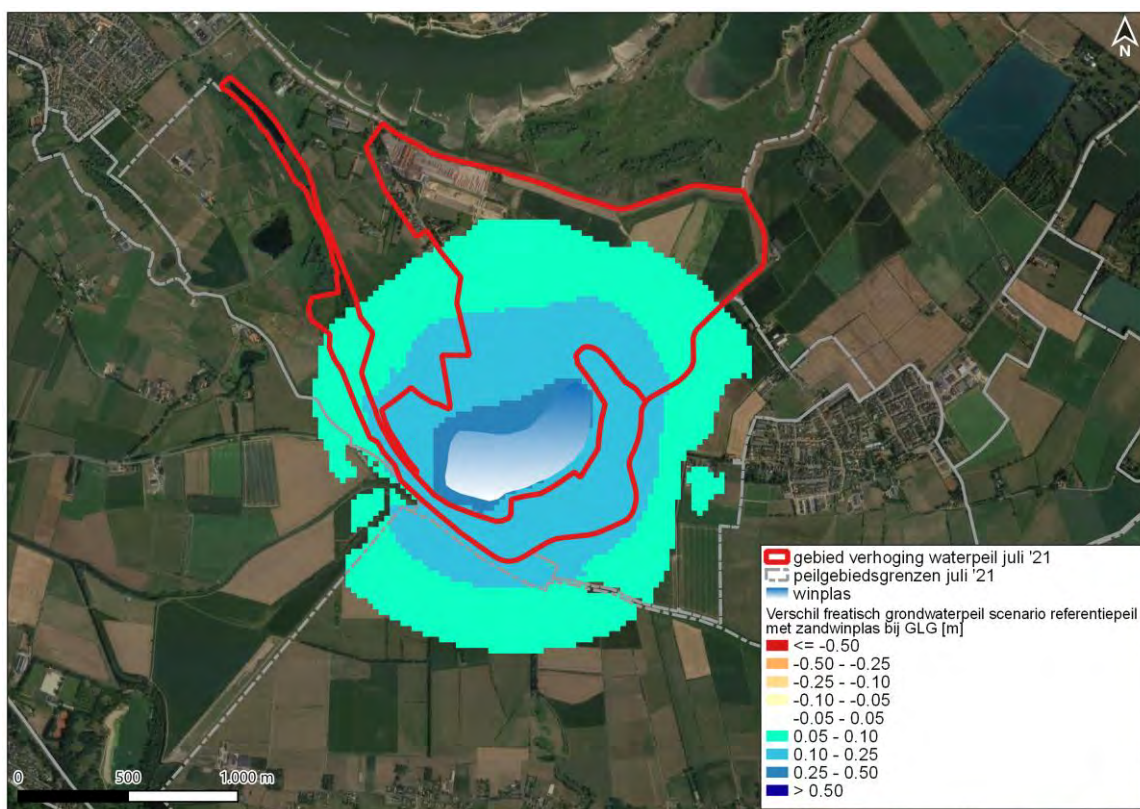 N
gebied verhoging waterpeil juli '21
peilgebiedsgrenzen juli '21
winplas
Verschil freatisch grondwaterpeil scenario referentiepeil
met zandwinplas bij GLG [m]
<= -0.50
-0.50 - -0.25
-0.25 - -0.10
-0.10 - -0.05
-0.05 - 0.05
0.05 - 0.10
0.10 - 0.25
0.25 - 0.50
> 0.50
0 500 1.000 m